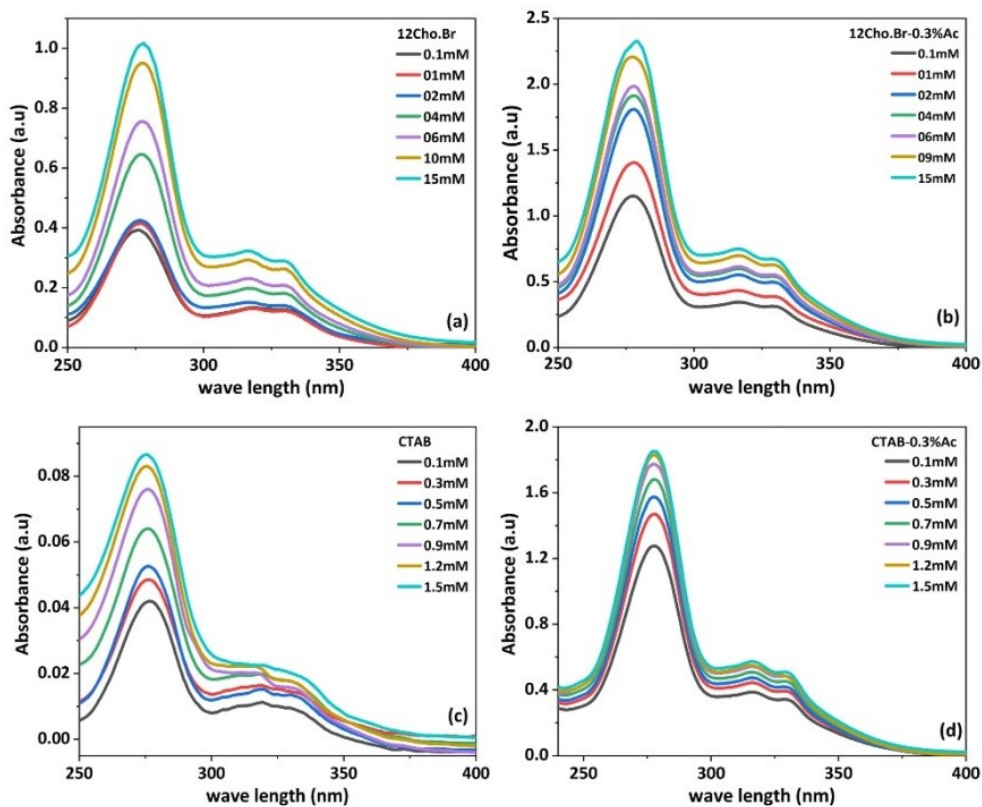 12Cho.Br
0.1mM
01mM
02mM
04mM
06mM
10mM
15mM
1.0
0.8
0.6
0.4
0.2
0.0
Absorbance (a.u)
250
300
350
400
wave length (nm)
(a)
12Cho.Br-0.3%Ac
0.1mM
01mM
02mM
04mM
06mM
09mM
15mM
2.5
2.0
1.5
1.0
0.5
0.0
Absorbance (a.u)
250
300
350
400
wave length (nm)
(b)
CTAB
0.1mM
0.3mM
0.5mM
0.7mM
0.9mM
1.2mM
1.5mM
0.08
0.06
0.04
0.02
0.00
Absorbance (a.u)
250
300
350
400
wave length (nm)
(c)
CTAB-0.3%Ac
0.1mM
0.3mM
0.5mM
0.7mM
0.9mM
1.2mM
1.5mM
2.0
1.6
1.2
0.8
0.4
0.0
Absorbance (a.u)
250
300
350
400
wave length (nm)
(d)